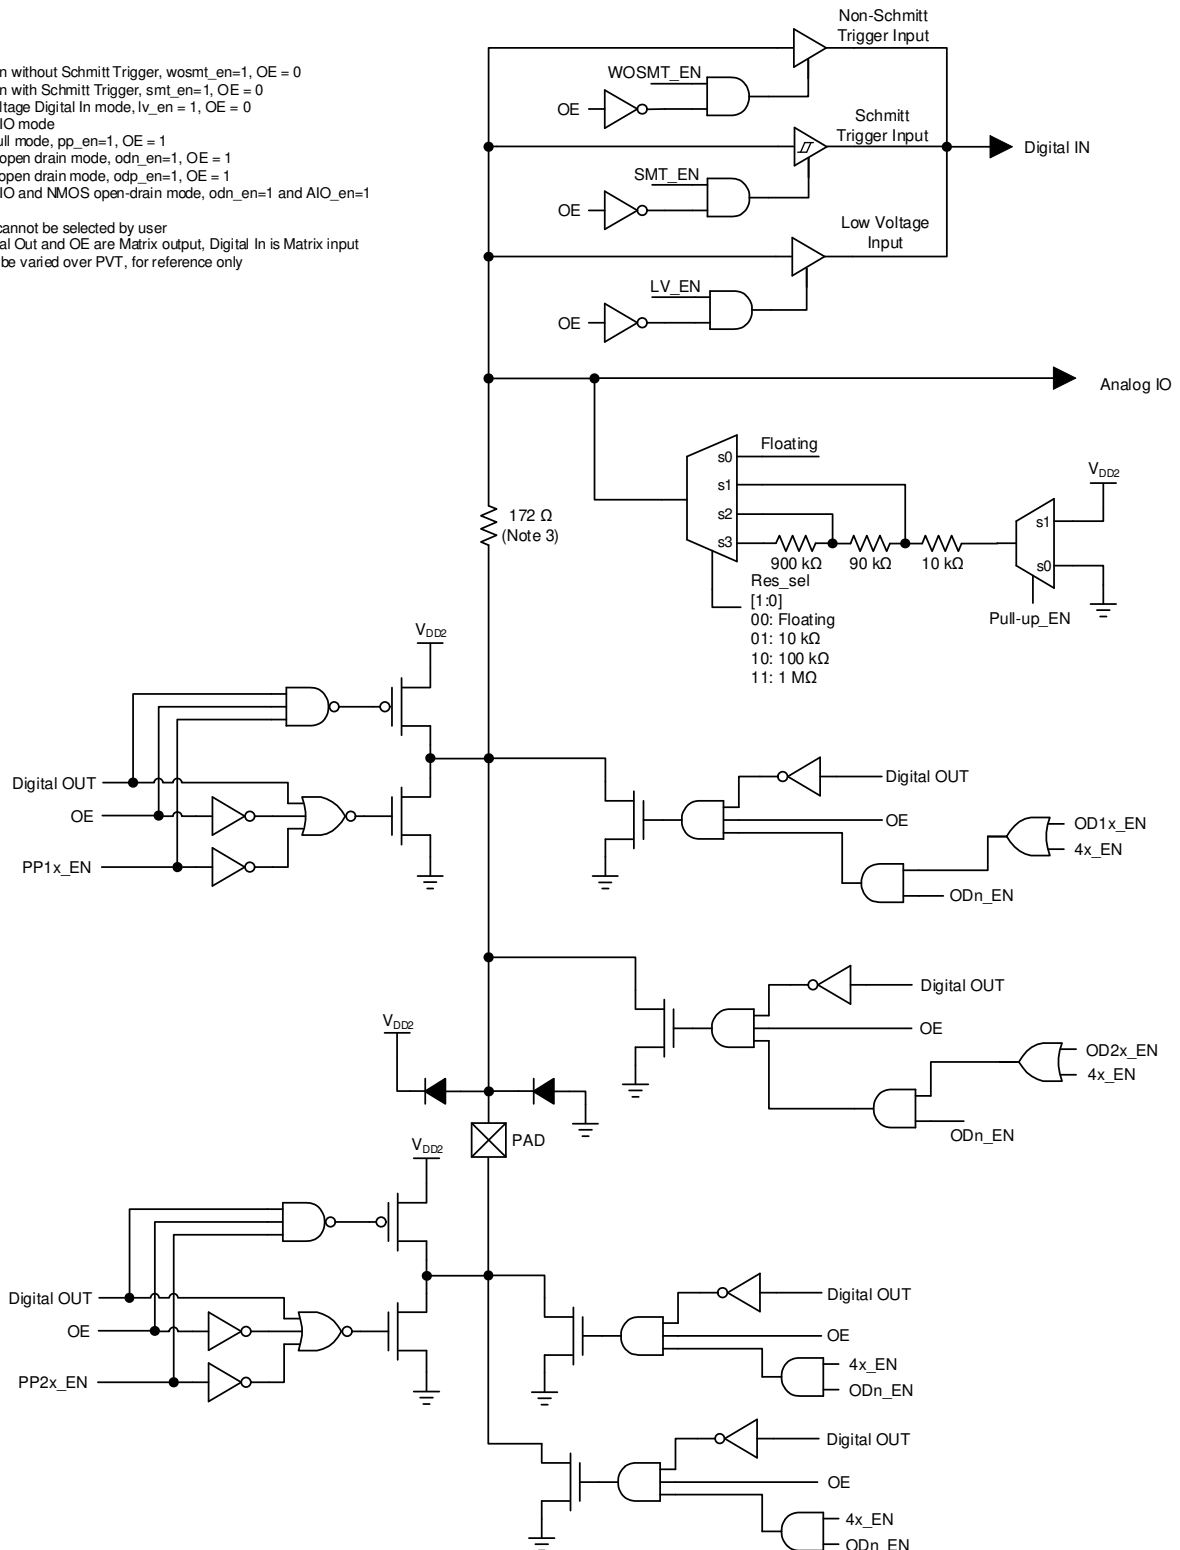 Non-Schmitt
Trigger Input
n without Schmitt Trigger, wosmt_en=1, OE = 0
n with Schmitt Trigger, smt_en=1, OE = 0
ltage Digital In mode, lv_en = 1, OE = 0
IO mode
ull mode, pp_en=1, OE = 1
open drain mode, odn_en=1, OE = 1
open drain mode, odp_en=1, OE = 1
IO and NMOS open-drain mode, odn_en=1 and AIO_en=1
cannot be selected by user
al Out and OE are Matrix output, Digital In is Matrix input
be varied over PVT, for reference only
WOSMT_EN
OE
Schmitt
Trigger Input
Digital IN
SMT_EN
OE
Low Voltage
Input
LV_EN
OE
Analog IO
Floating
s0
s1
s2
s3
VDD2
s1
s0
172 Ω
(Note 3)
900 kΩ
90 kΩ
10 kΩ
Res_sel
[1:0]
00: Floating
01: 10 kΩ
10: 100 kΩ
11: 1 MΩ
Pull-up_EN
VDD2
Digital OUT
OE
PP1x_EN
Digital OUT
OE
OD1x_EN
4x_EN
ODn_EN
Digital OUT
OE
OD2x_EN
4x_EN
ODn_EN
VDD2
PAD
VDD2
Digital OUT
OE
PP2x_EN
Digital OUT
OE
4x_EN
ODn_EN
Digital OUT
OE
4x_EN
ODn_EN